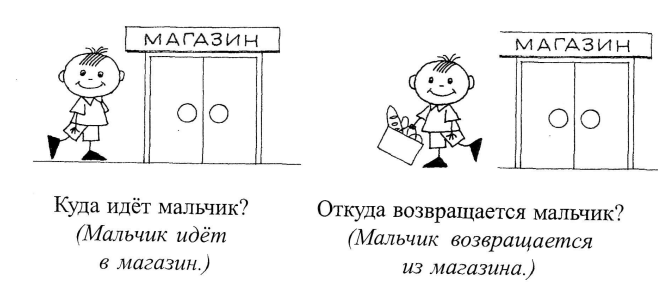 МАГАЗИН
Куда идёт мальчик?
(Мальчик идёт
в магазин.)
МАГАЗИН
Откуда возвращается мальчик?
(Мальчик возвращается
из магазина.)